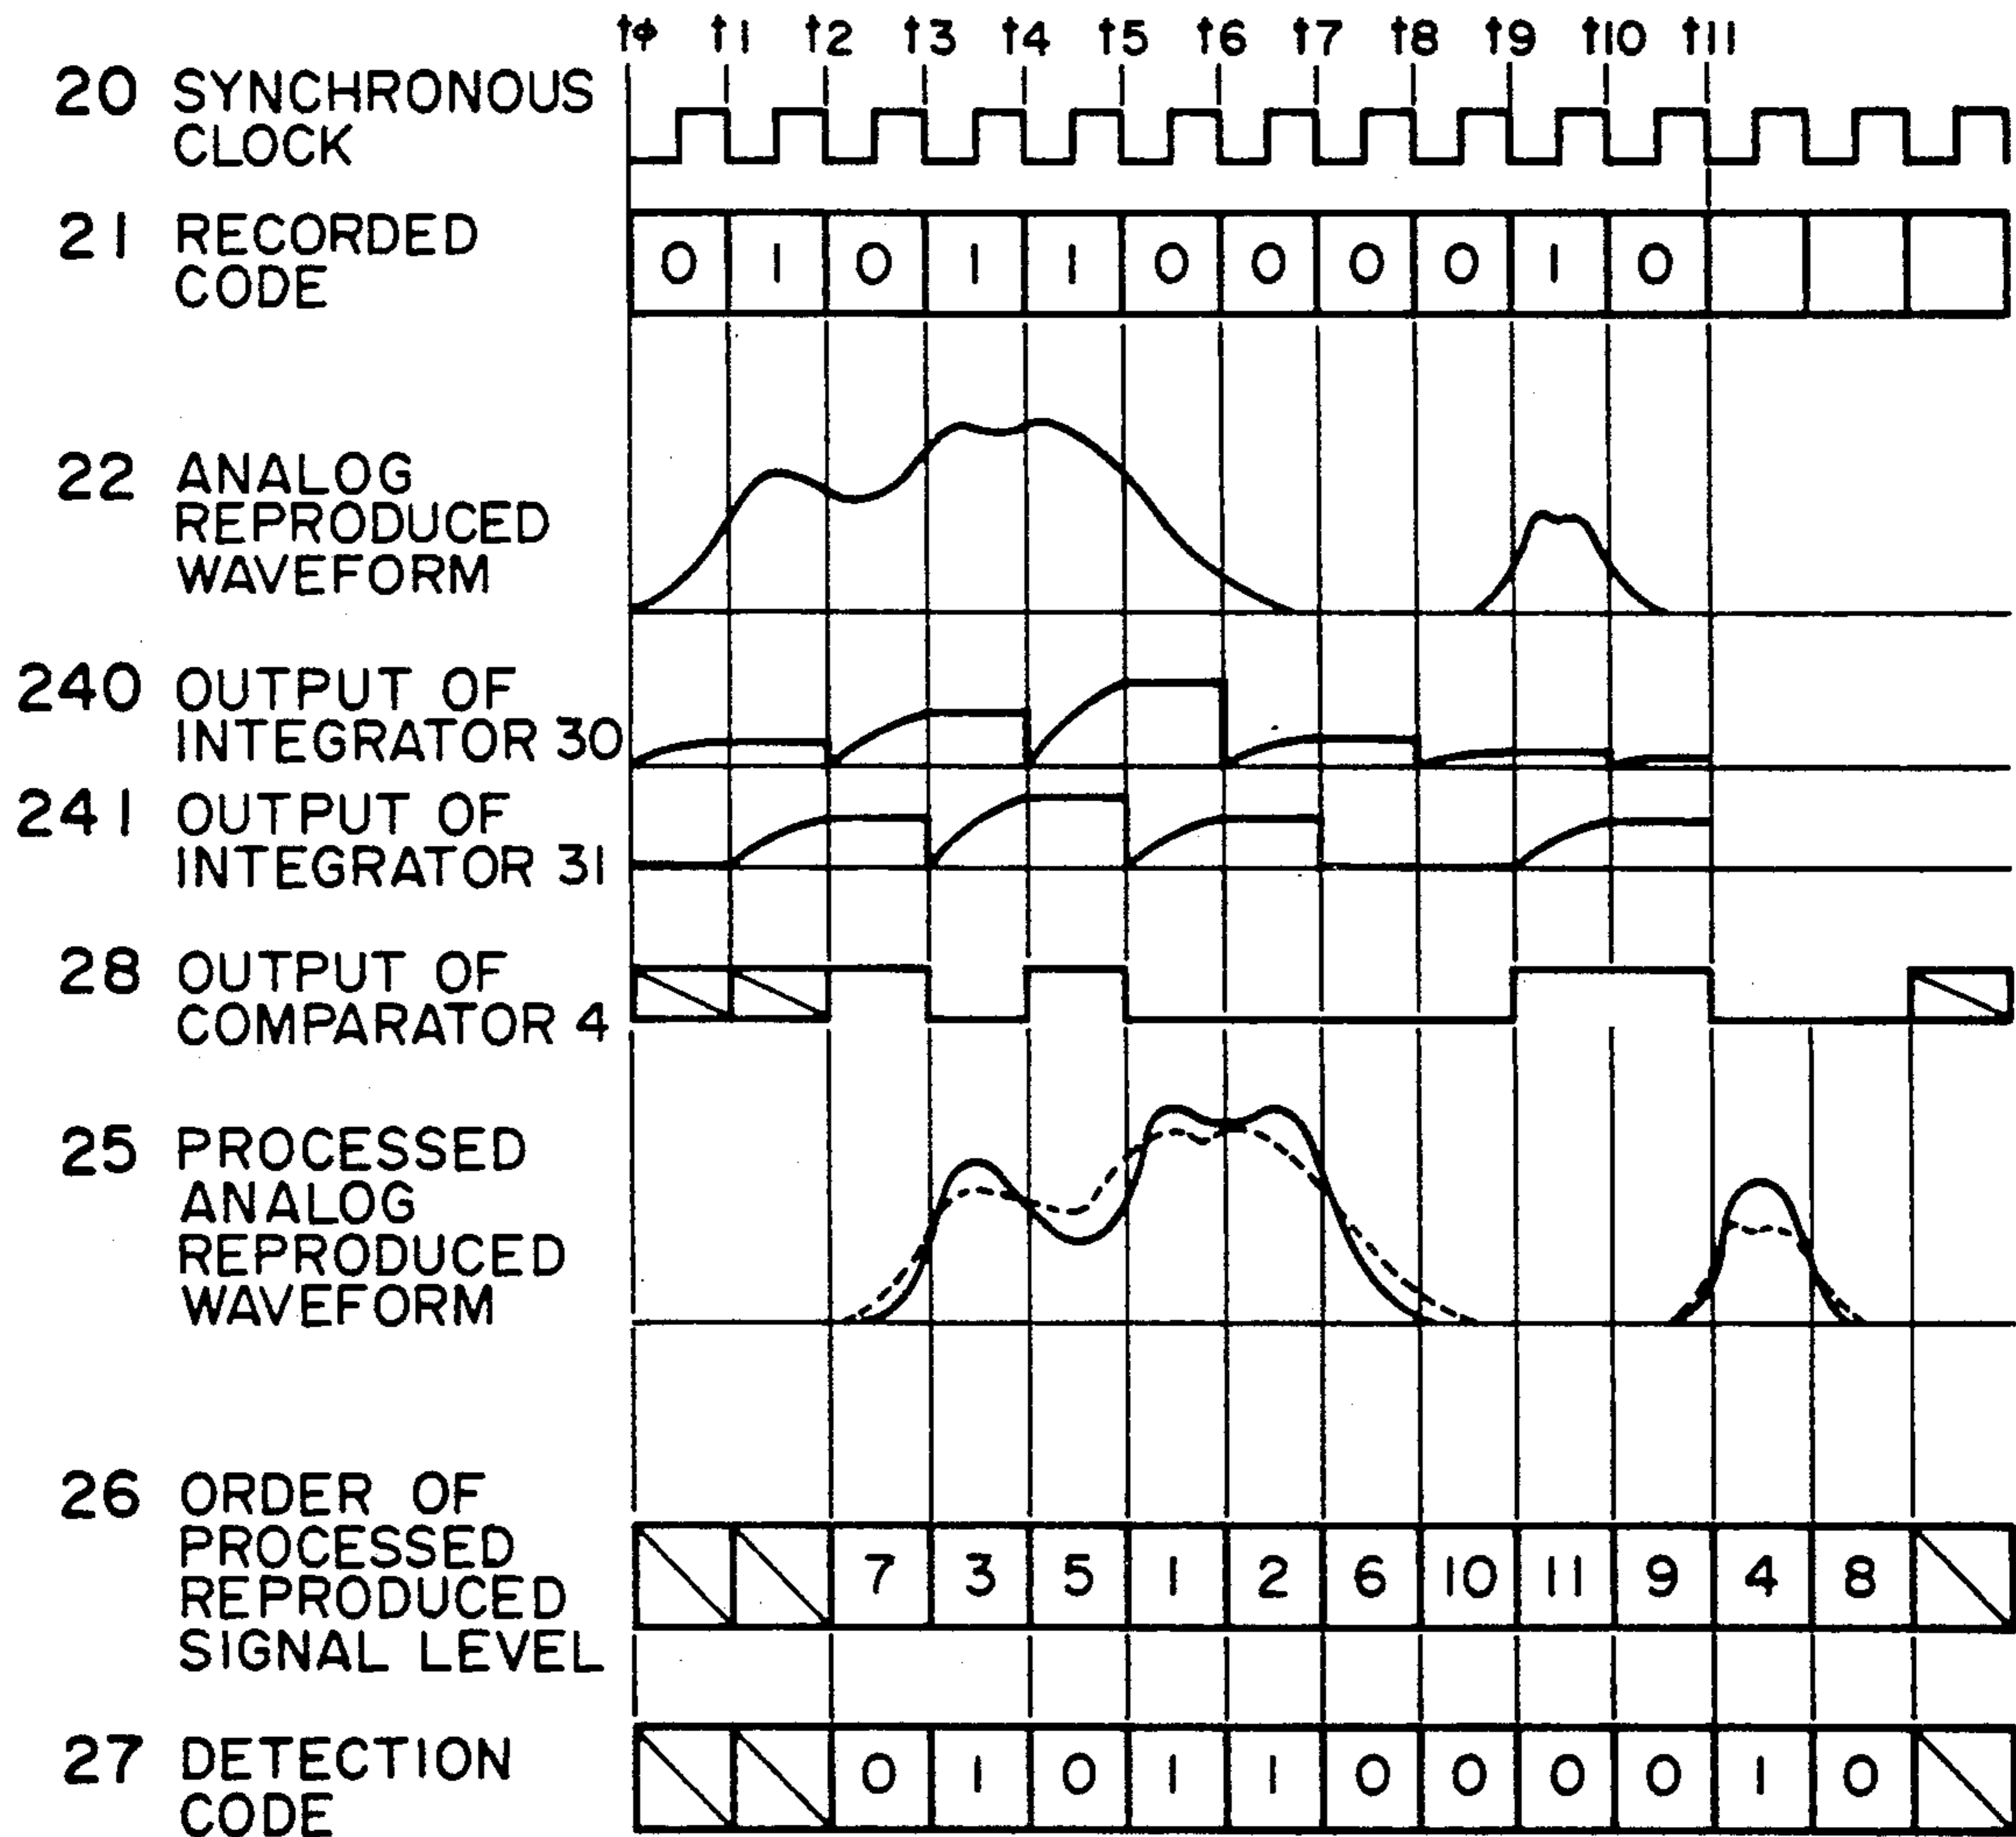 tφ t1 t2 t3 t4 t5 t6 t7 t8 t9 t10 t11
20 SYNCHRONOUS
CLOCK
21 RECORDED
CODE
0 1 0 1 1 0 0 0 0 1 0
22 ANALOG
REPRODUCED
WAVEFORM
240 OUTPUT OF
INTEGRATOR 30
241 OUTPUT OF
INTEGRATOR 31
28 OUTPUT OF
COMPARATOR 4
25 PROCESSED
ANALOG
REPRODUCED
WAVEFORM
26 ORDER OF
PROCESSED
REPRODUCED
SIGNAL LEVEL
7 3 5 1 2 6 10 11 9 4 8
27 DETECTION
CODE
0 1 0 1 1 0 0 0 0 1 0